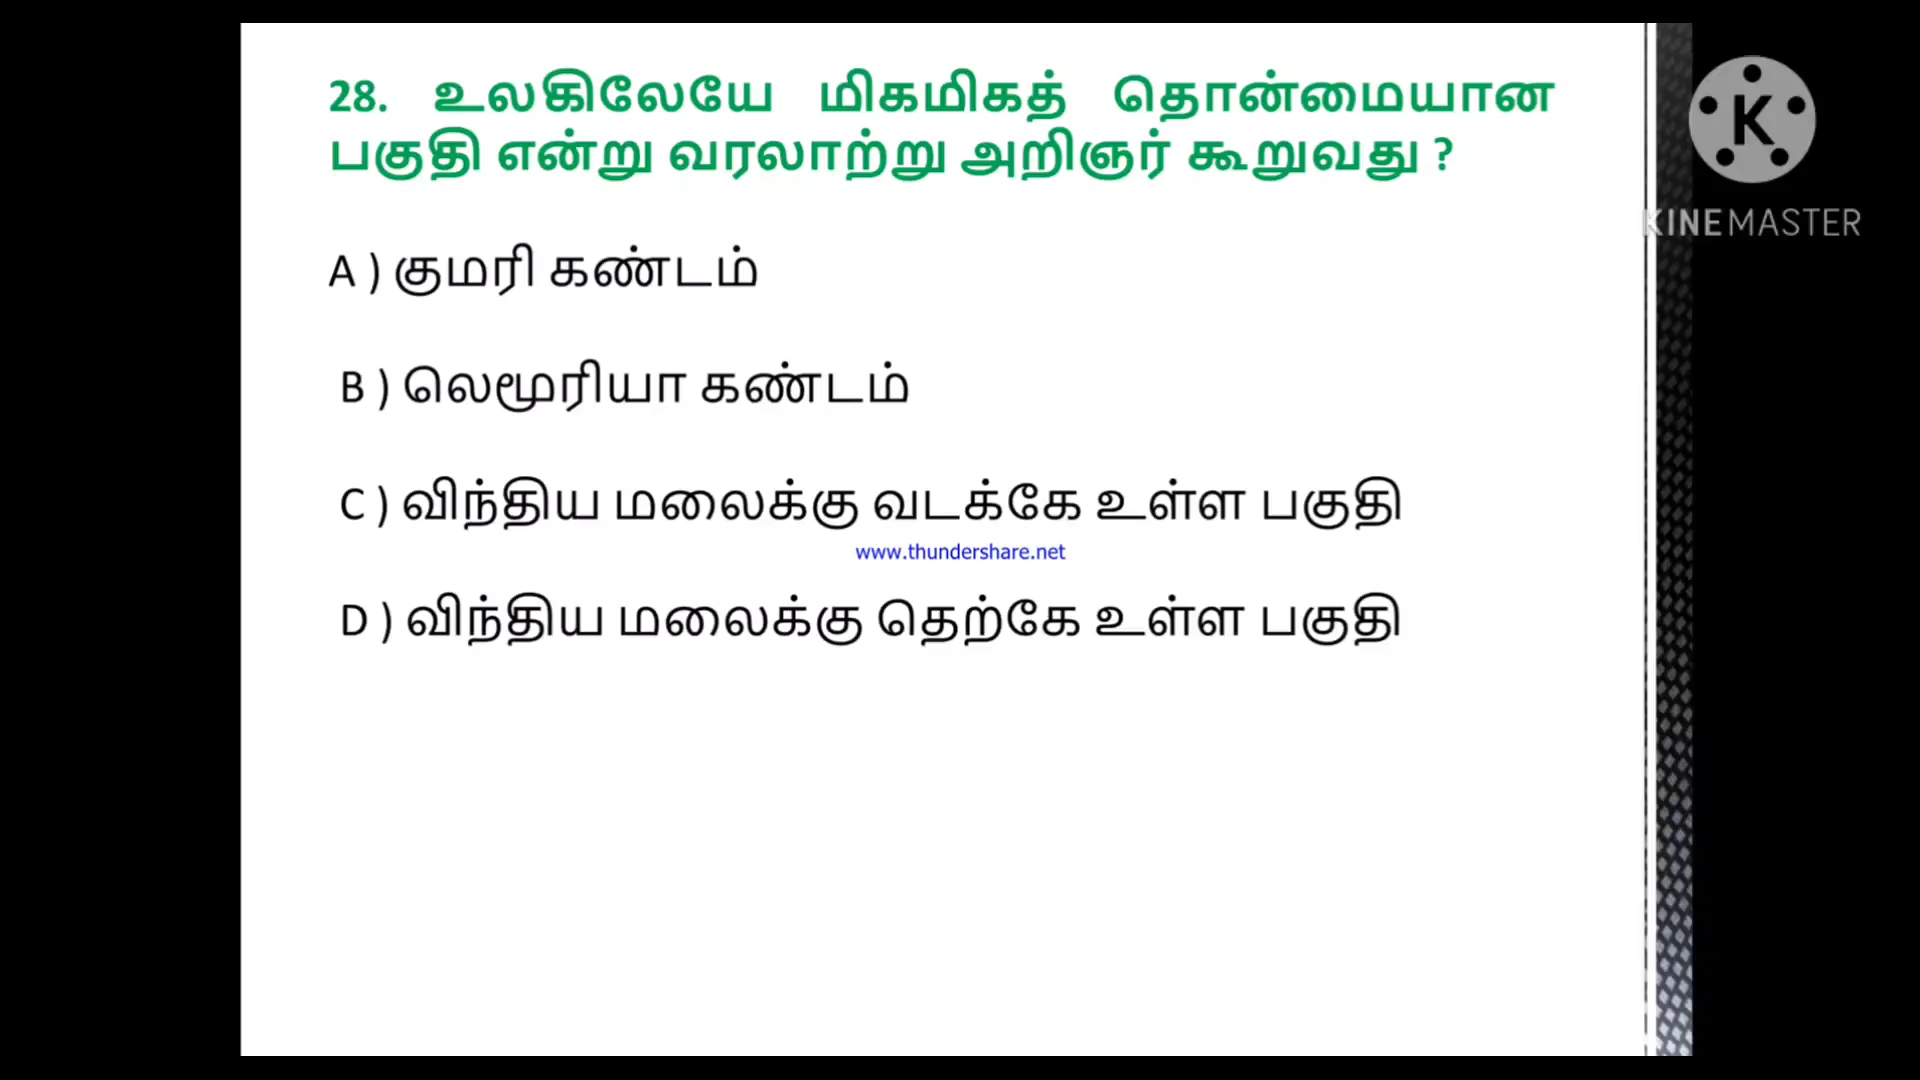 28. உலகிலேயே மிகமிகத் தொன்மையான
பகுதி என்று வரலாற்று அறிஞர் கூறுவது ?
K
KINEMASTER
A ) குமரி கண்டம்
B ) லெமூரியா கண்டம்
C ) விந்திய மலைக்கு வடக்கே உள்ள பகுதி
www.thundershare.net
D ) விந்திய மலைக்கு தெற்கே உள்ள பகுதி